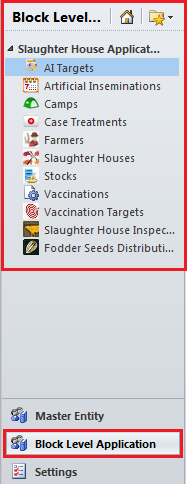 Block Level...
Slaughter House Applicat...
AI Targets
Artificial Inseminations
Camps
Case Treatments
Farmers
Slaughter Houses
Stocks
Vaccinations
Vaccination Targets
Slaughter House Inspec...
Fodder Seeds Distributi...
Master Entity
Block Level Application
Settings